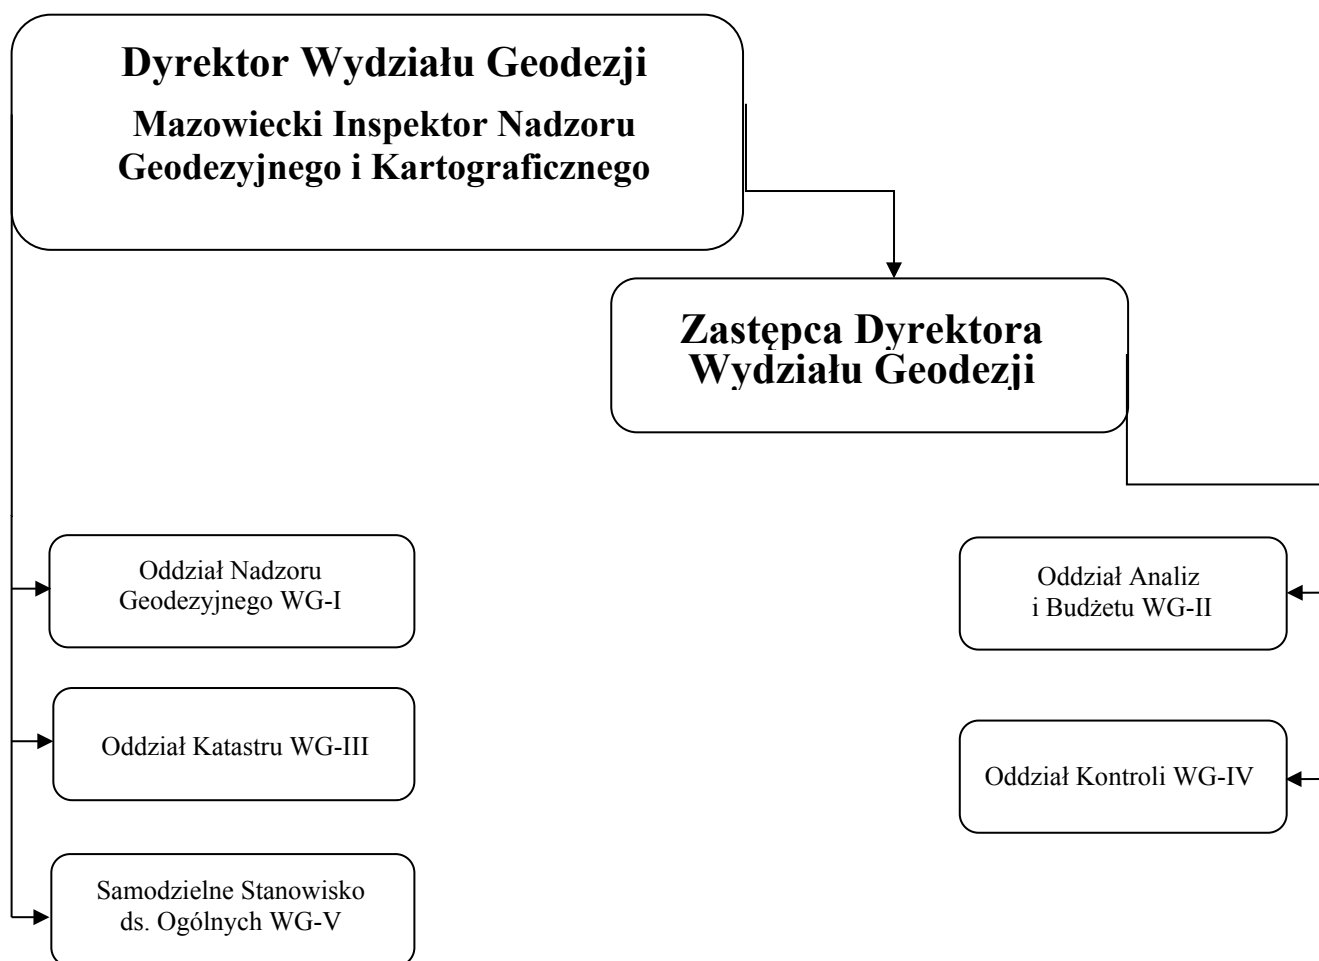 Dyrektor Wydziału Geodezji
Mazowiecki Inspektor Nadzoru
Geodezyjnego i Kartograficznego
Zastępca Dyrektora
Wydziału Geodezji
Oddział Nadzoru
Geodezyjnego WG-I
Oddział Analiz
i Budżetu WG-II
Oddział Katastru WG-III
Oddział Kontroli WG-IV
Samodzielne Stanowisko
ds. Ogólnych WG-V